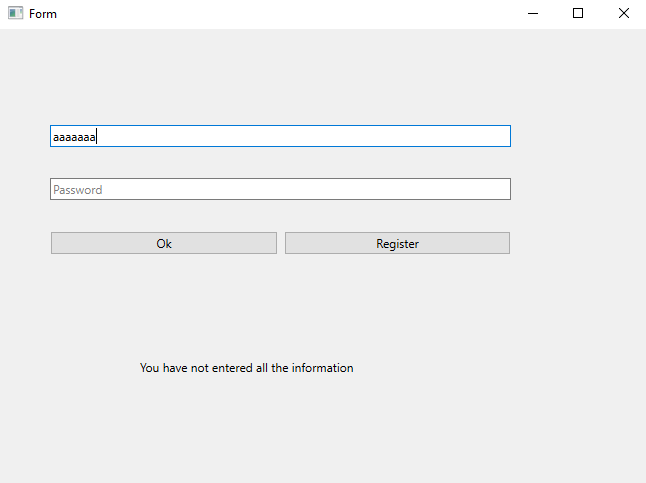 Form
aaaaaaa
Password
Ok
Register
You have not entered all the information